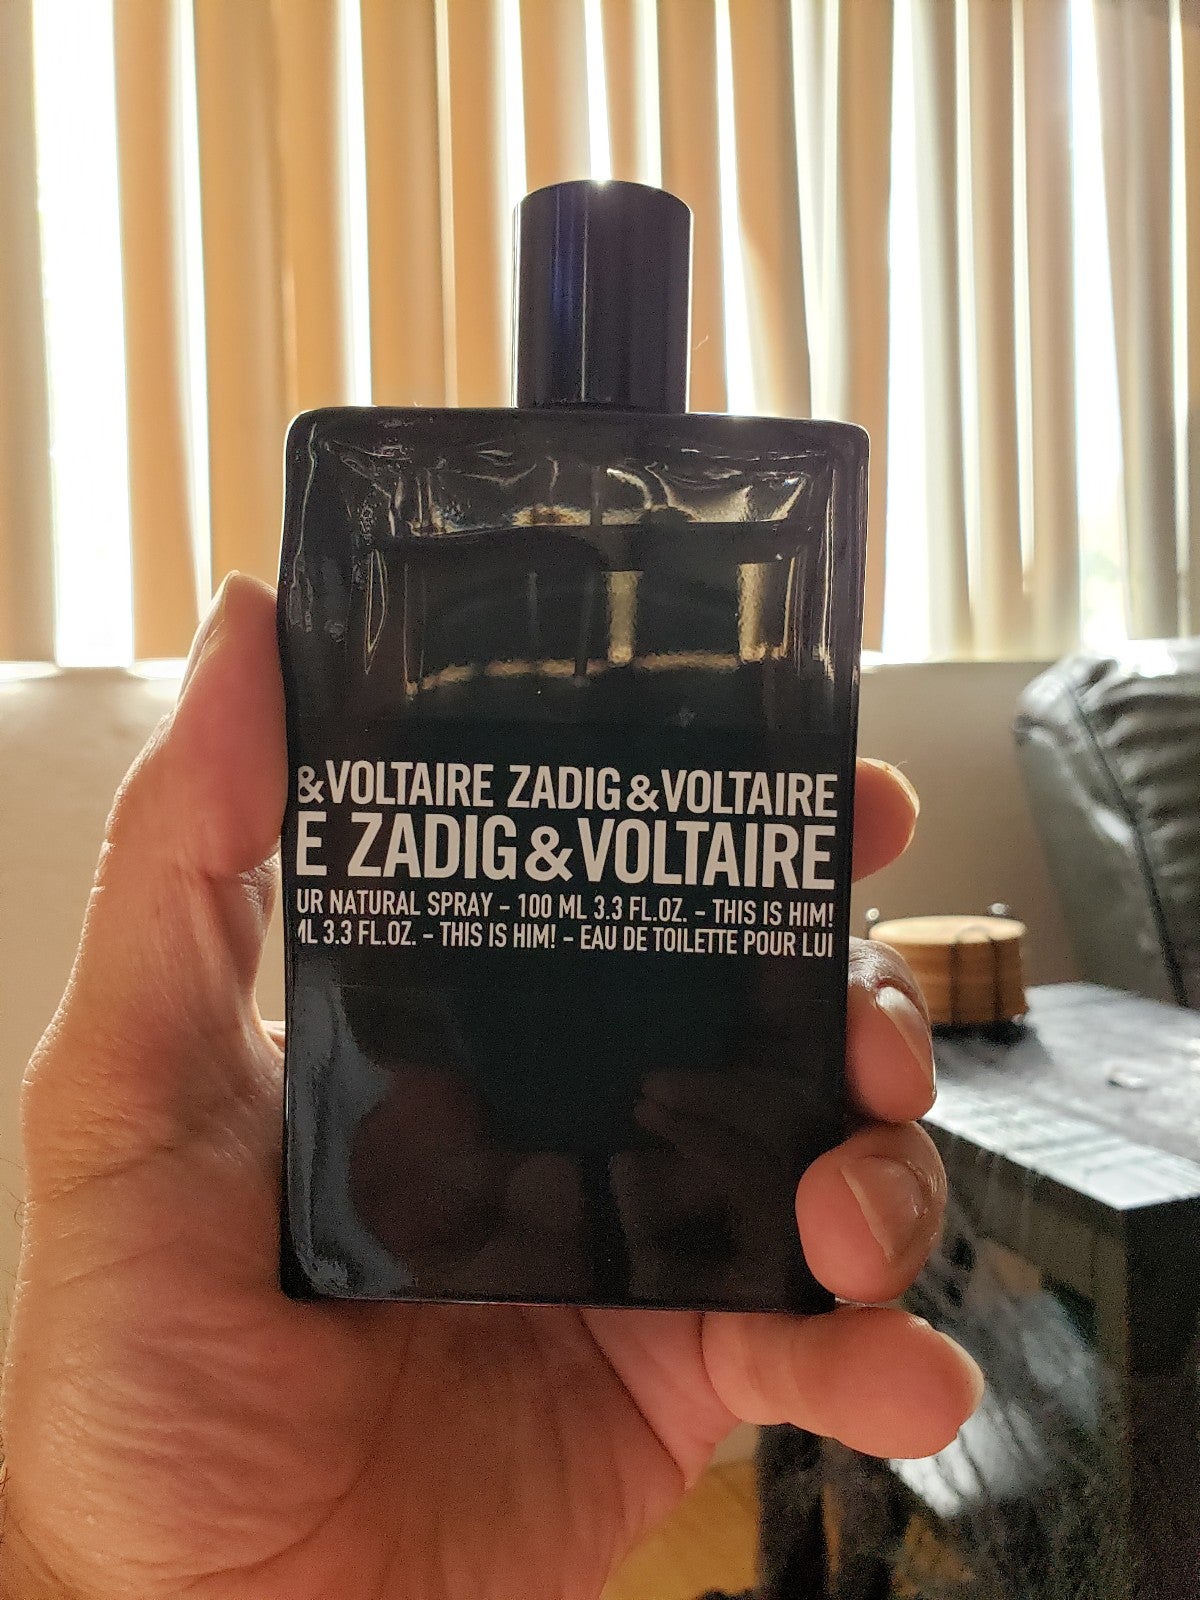 &VOLTAIRE ZADIG&VOLTAIRE
E ZADIG&VOLTAIRE
UR NATURAL SPRAY – 100 ML 3.3 FL.OZ. – THIS IS HIM!
ML 3.3 FL.OZ. – THIS IS HIM! – EAU DE TOILETTE POUR LUI